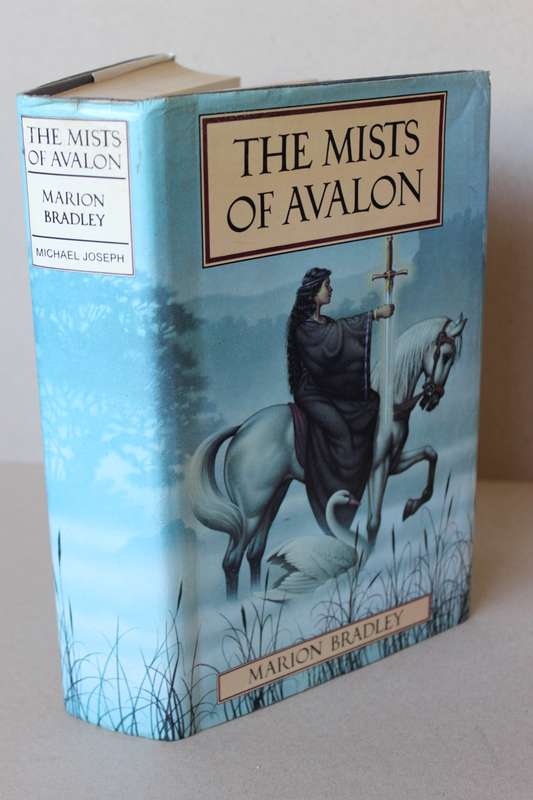 THE MISTS
OF AVALON
MARION
BRADLEY
MICHAEL JOSEPH
THE MISTS
OF AVALON
MARION BRADLEY